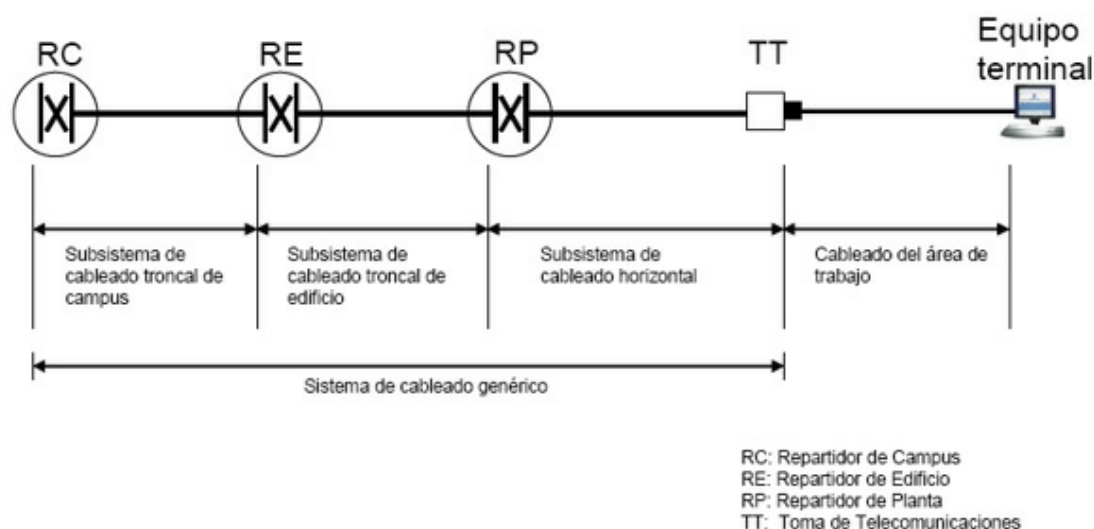 RC
RE
RP
TT
Equipo
terminal
Subsistema de
cableado troncal de
campus
Subsistema de
cableado troncal de
edificio
Subsistema de
cableado horizontal
Cableado del área de
trabajo
Sistema de cableado genérico
RC: Repartidor de Campus
RE: Repartidor de Edificio
RP: Repartidor de Planta
TT: Toma de Telecomunicaciones